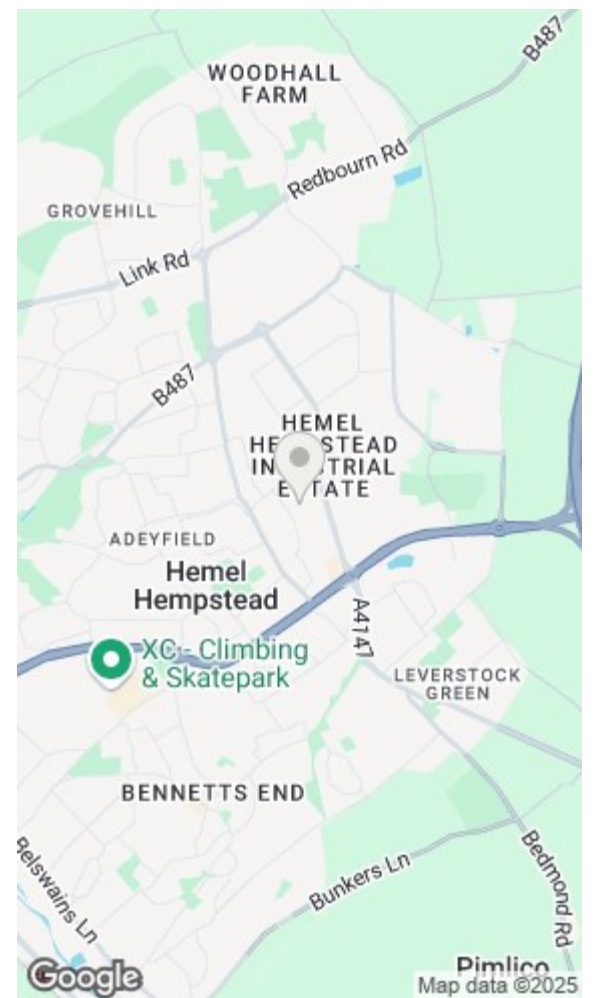 B487
WOODHALL
FARM
Redbourn Rd
GROVEHILL
Link Rd
B487
HEMEL
HEMPSTEAD
INDUSTRIAL
ESTATE
ADEYFIELD
Hemel
Hempstead
A4147
XC - Climbing
& Skatepark
LEVERSTOCK
GREEN
BENNETTS END
Belswains Ln
Bunkers Ln
Bedmond Rd
Pimlico
Google
Map data ©2025